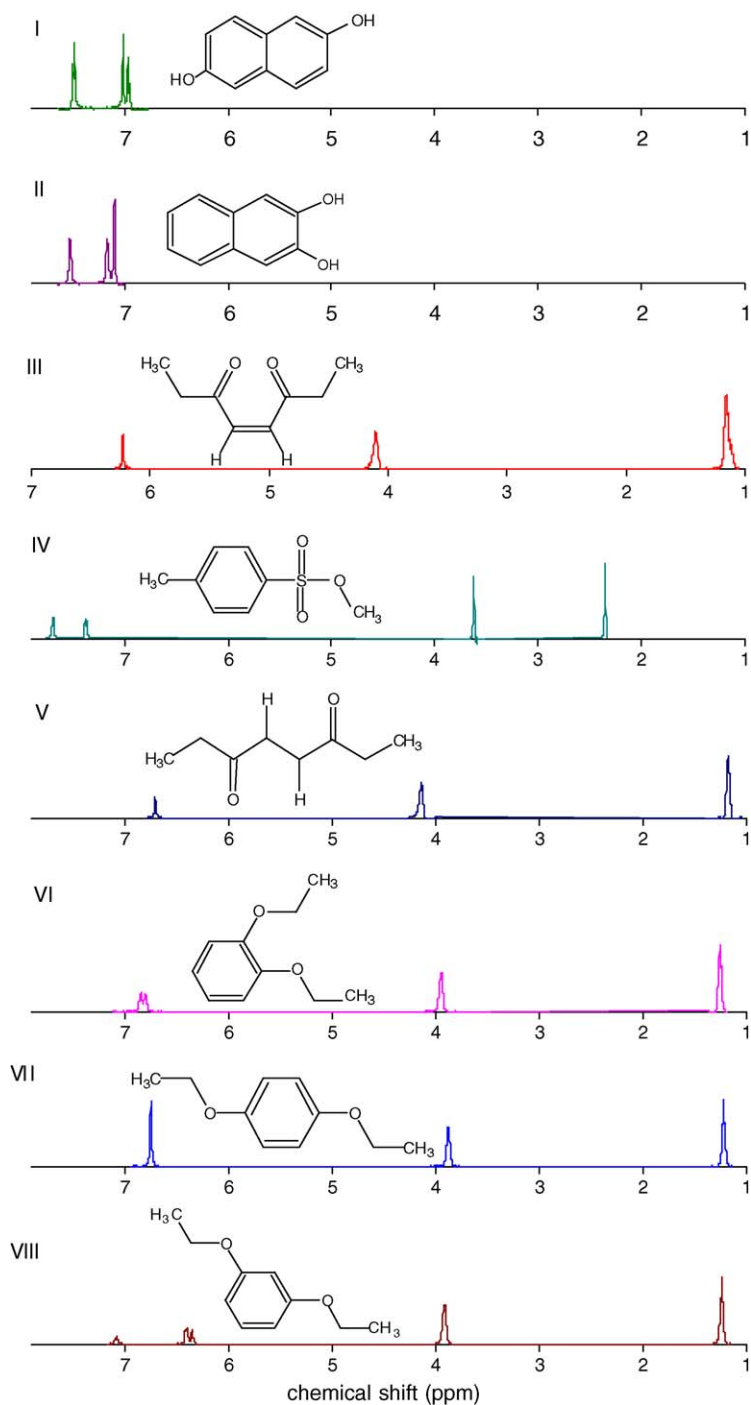 I
OH
HO
7 6 5 4 3 2 1
II
OH
OH
7 6 5 4 3 2 1
III
H₃C O O CH₃
H H
7 6 5 4 3 2 1
IV
O
H₃C S O
O CH₃
7 6 5 4 3 2 1
V
H O
H₃C CH₃
O H
7 6 5 4 3 2 1
VI
CH₃
O
O
CH₃
7 6 5 4 3 2 1
VII
H₃C
O O
CH₃
7 6 5 4 3 2 1
VIII
H₃C
O
O
CH₃
7 6 5 4 3 2 1
chemical shift (ppm)